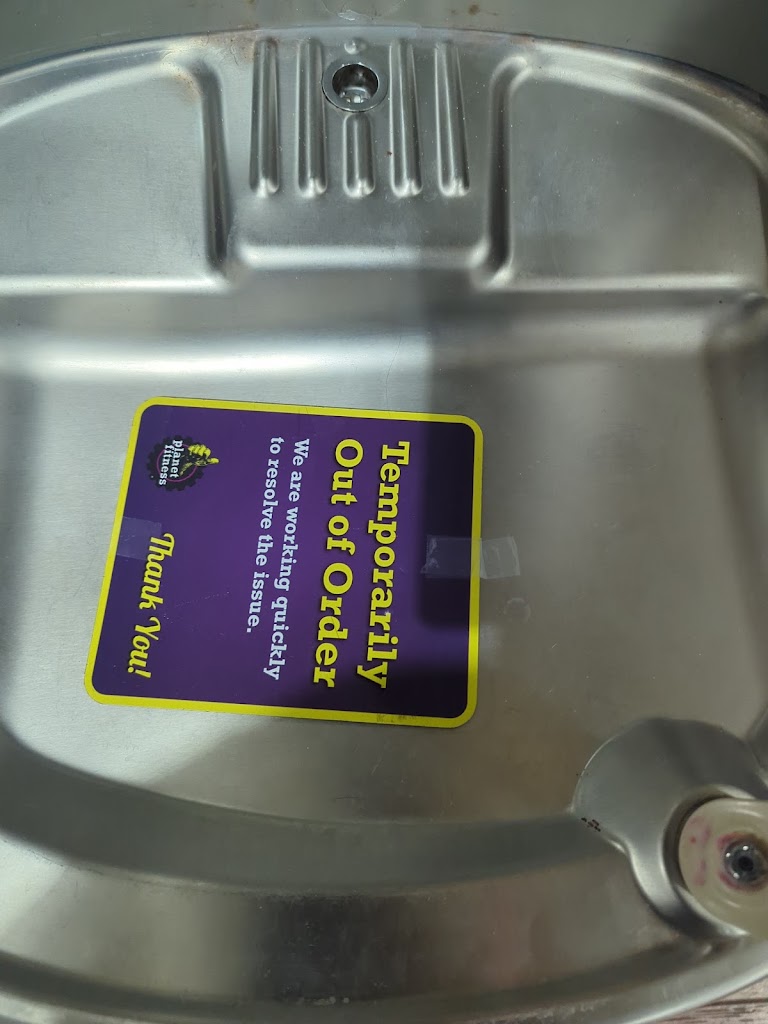 Temporarily
Out of Order
We are working quickly
to resolve the issue.
planet
fitness
Thank You!